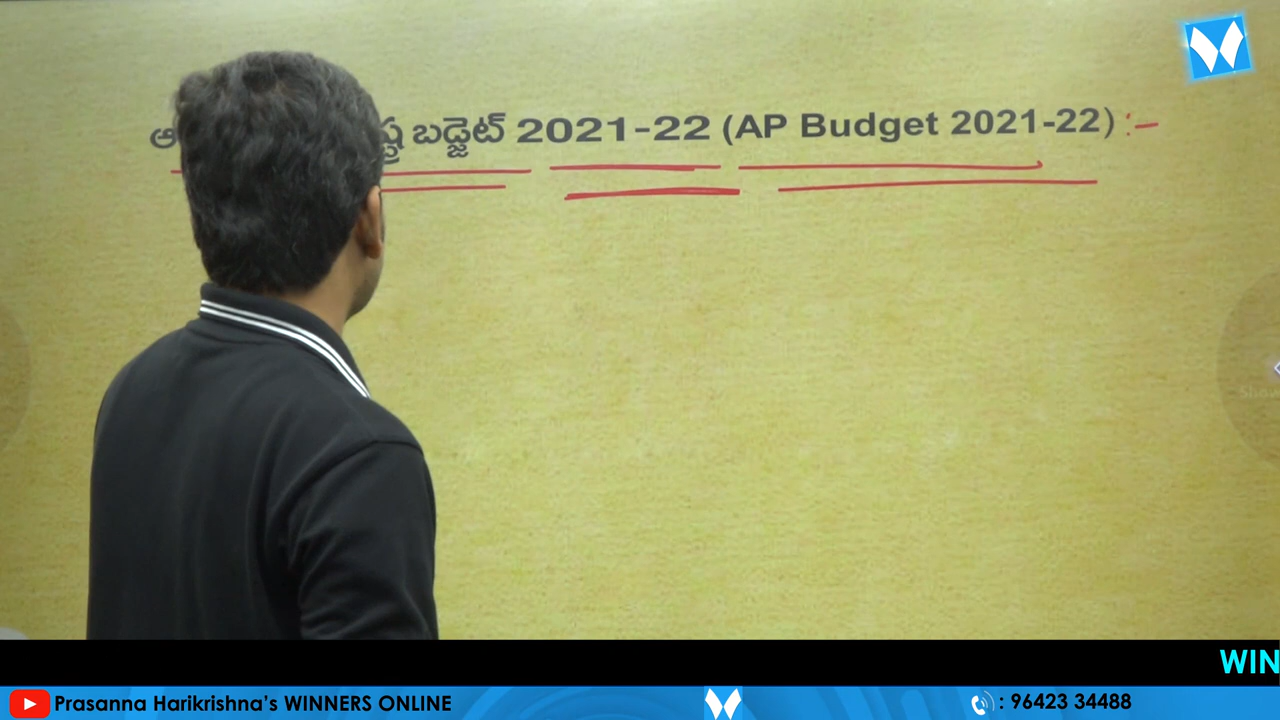 బడ్జెట్ 2021-22 (AP Budget 2021-22) :-
WIN
Prasanna Harikrishna's WINNERS ONLINE
: 96423 34488